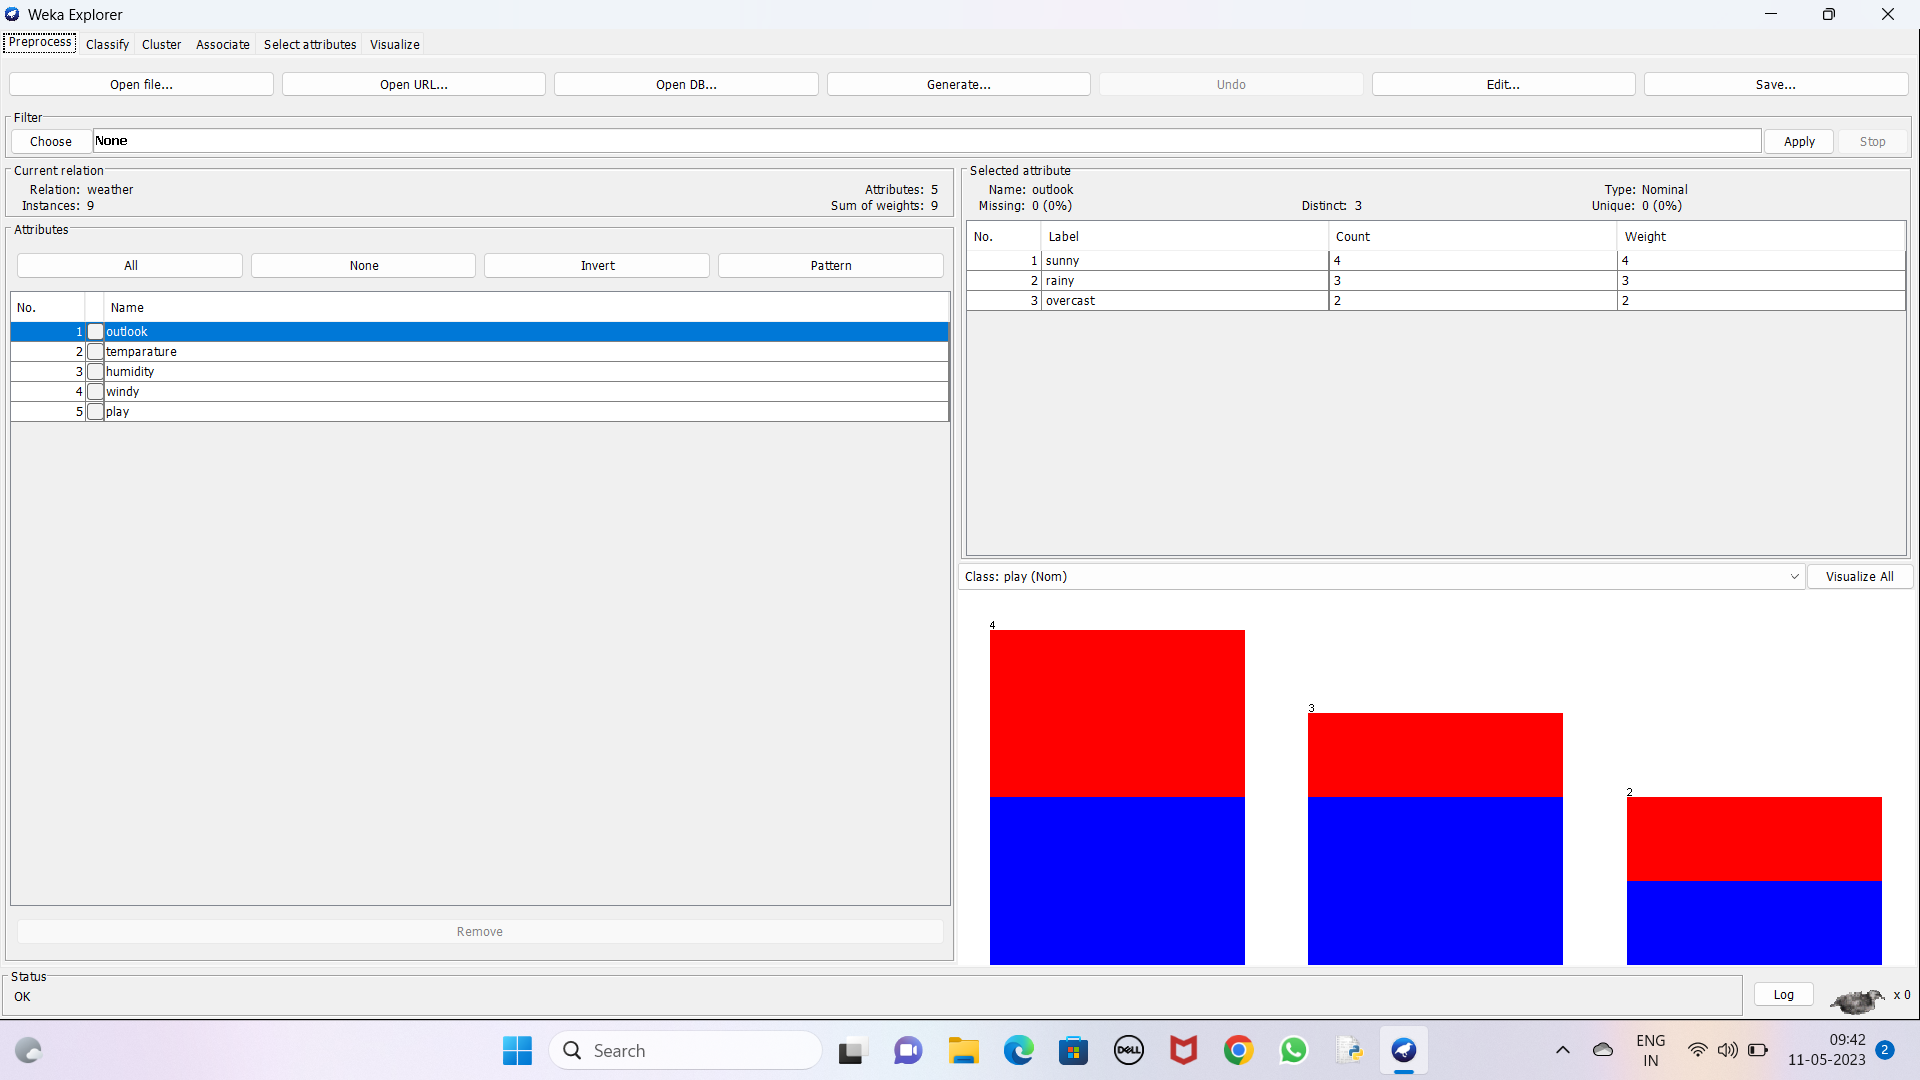 Weka Explorer
Preprocess Classify Cluster Associate Select attributes Visualize
Open file... Open URL... Open DB... Generate... Undo Edit... Save...
Filter
Choose None Apply Stop
Current relation
Relation: weather Attributes: 5
Instances: 9 Sum of weights: 9
Attributes
All None Invert Pattern
No. Name
1 outlook
2 temparature
3 humidity
4 windy
5 play
Remove
Selected attribute
Name: outlook Type: Nominal
Missing: 0 (0%) Distinct: 3 Unique: 0 (0%)
No. Label Count Weight
1 sunny 4 4
2 rainy 3 3
3 overcast 2 2
Class: play (Nom) Visualize All
4
3
2
Status
OK
Log x 0
Search
DELL
ENG
IN
09:42
11-05-2023
2